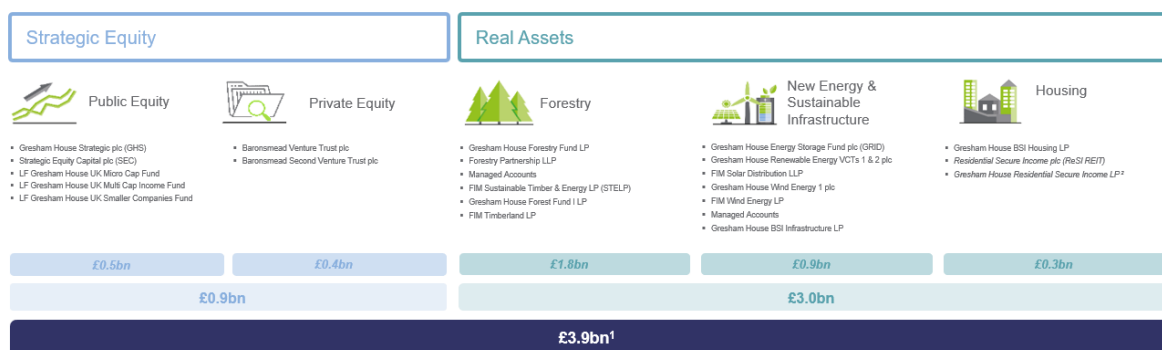 Strategic Equity
Real Assets
Public Equity
Private Equity
Forestry
New Energy &
Sustainable
Infrastructure
Housing
▪ Gresham House Strategic plc (GHS)
▪ Strategic Equity Capital plc (SEC)
▪ LF Gresham House UK Micro Cap Fund
▪ LF Gresham House UK Multi Cap Income Fund
▪ LF Gresham House UK Smaller Companies Fund
▪ Baronsmead Venture Trust plc
▪ Baronsmead Second Venture Trust plc
▪ Gresham House Forestry Fund LP
▪ Forestry Partnership LLP
▪ Managed Accounts
▪ FIM Sustainable Timber & Energy LP (STELP)
▪ Gresham House Forest Fund I LP
▪ FIM Timberland LP
▪ Gresham House Energy Storage Fund plc (GRID)
▪ Gresham House Renewable Energy VCTs 1 & 2 plc
▪ FIM Solar Distribution LLP
▪ Gresham House Wind Energy 1 plc
▪ FIM Wind Energy LP
▪ Managed Accounts
▪ Gresham House BSI Infrastructure LP
▪ Gresham House BSI Housing LP
▪ Residential Secure Income plc (ReSI REIT)
▪ Gresham House Residential Secure Income LP²
£0.5bn
£0.4bn
£1.8bn
£0.9bn
£0.3bn
£0.9bn
£3.0bn
£3.9bn¹